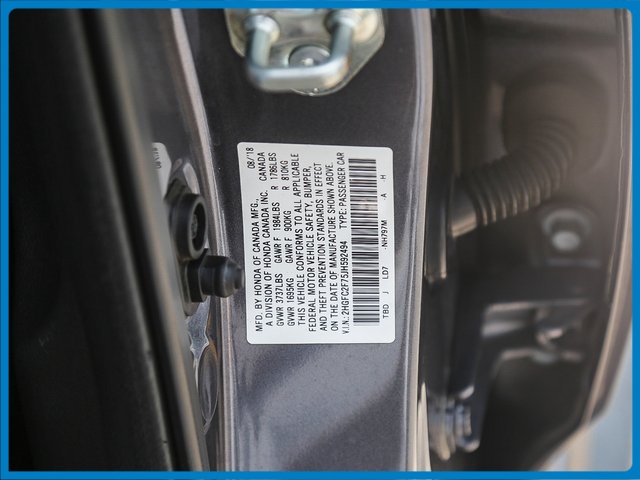 MFD. BY HONDA OF CANADA MFG., 08/18
A DIVISION OF HONDA CANADA INC. CANADA
GVWR 3737LBS GAWR F 1984LBS R 1786LBS
GVWR 1695KG GAWR F 900KG R 810KG
THIS VEHICLE CONFORMS TO ALL APPLICABLE
FEDERAL MOTOR VEHICLE SAFETY, BUMPER,
AND THEFT PREVENTION STANDARDS IN EFFECT
ON THE DATE OF MANUFACTURE SHOWN ABOVE.
V.I.N.: 2HGFC2F75JH592494 TYPE: PASSENGER CAR
TBD J LD7 NH797M A H